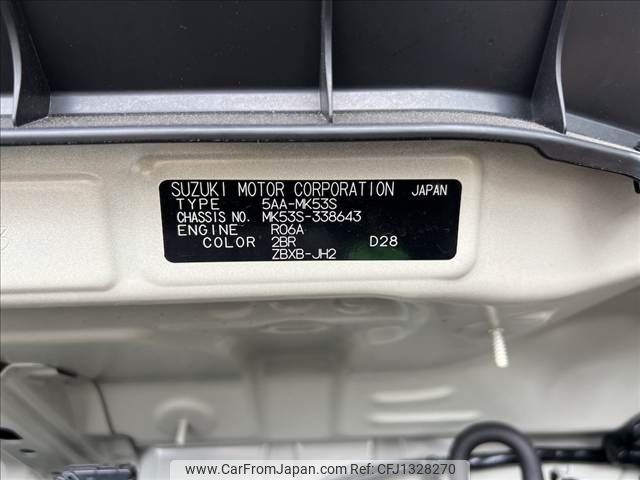 SUZUKI MOTOR CORPORATION JAPAN
TYPE 5AA-MK53S
CHASSIS NO. MK53S-338643
ENGINE R06A
COLOR 2BR D28
ZBXB-JH2
www.CarFromJapan.com - CFJ1328270